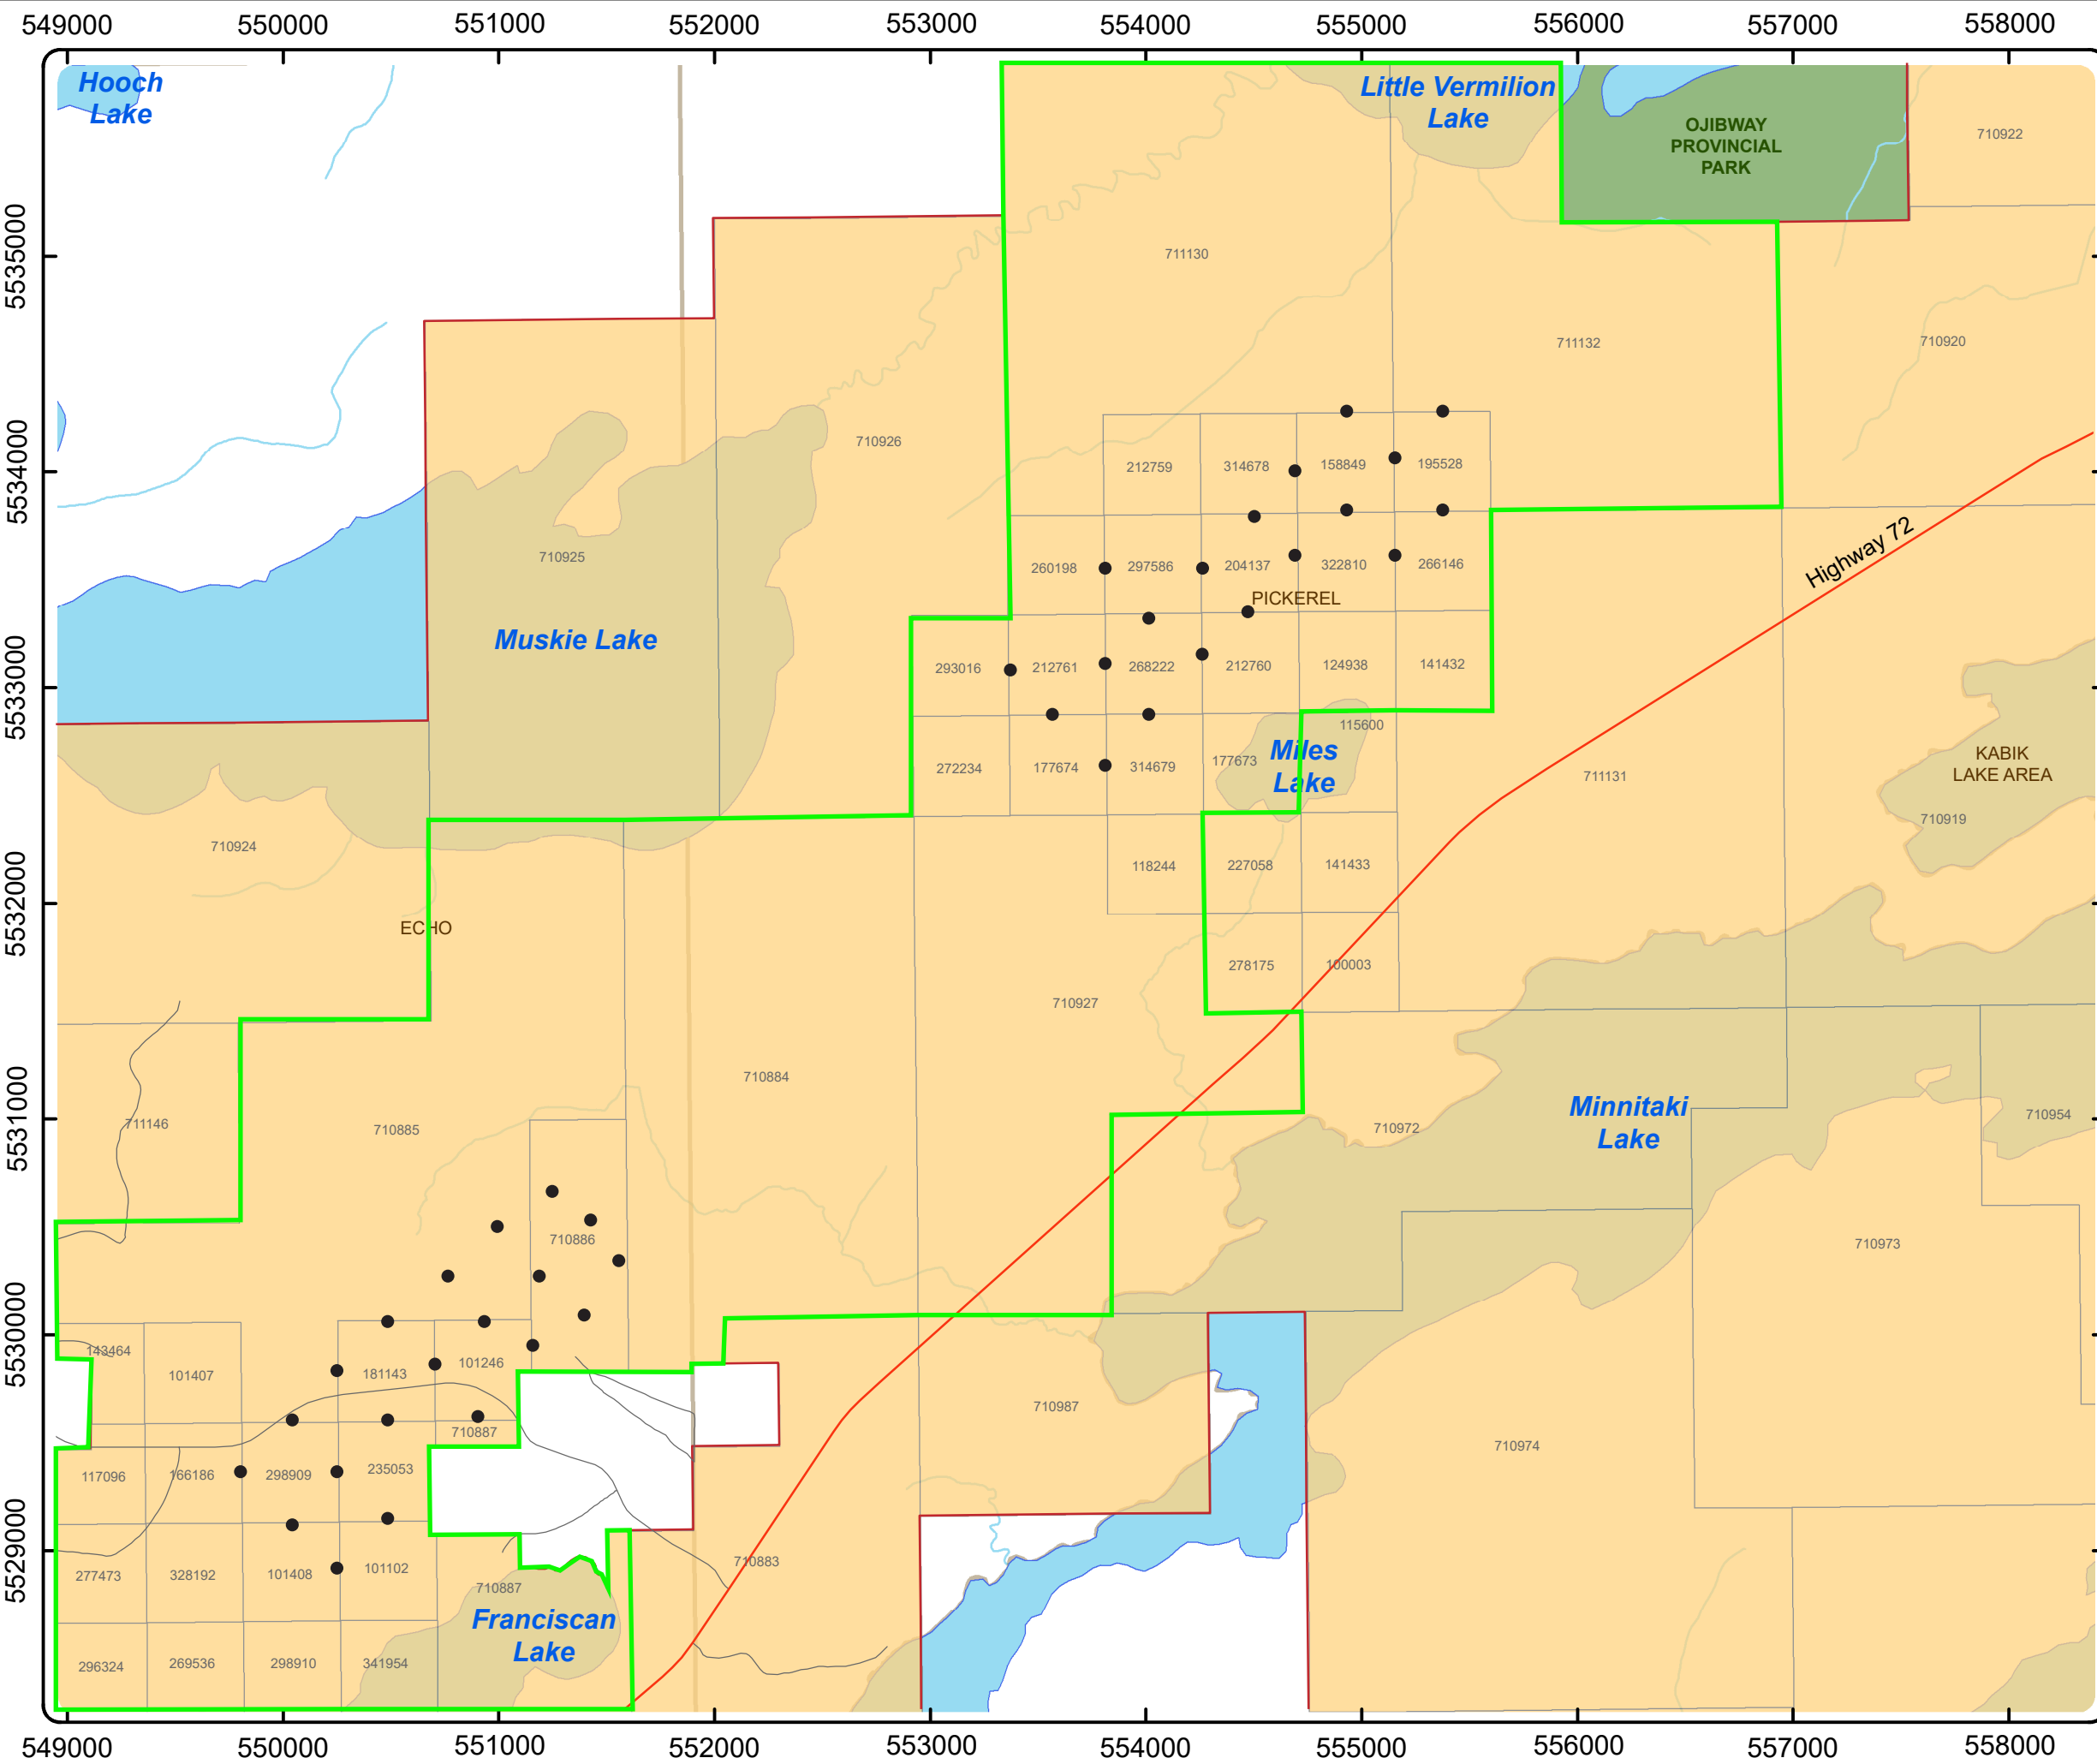 549000 550000 551000 552000 553000 554000 555000 556000 557000 558000
Hooch
Lake
Little Vermilion
Lake
OJIBWAY
PROVINCIAL
PARK
710922
5535000
711130
711132
710920
710926
5534000
212759 314678 158849 195528
Highway 72
710925
260198 297586 204137 322810 266146
PICKEREL
Muskie Lake
5533000
293016 212761 268222 212760 124938 141432
115600
Miles
Lake
272234 177674 314679 177673
711131
KABIK
LAKE AREA
710919
710924
118244 227058 141433
5532000
ECHO
278175 100003
710927
710884
5531000
711146
710885
710972
Minnitaki
Lake
710954
710886
710973
5530000
143464
101407
181143
101246
710987
710887
710974
117096 166186 298909 235053
5529000
710883
277473 328192 101408 101102
710887
Franciscan
Lake
296324 269536 298910 341954
549000 550000 551000 552000 553000 554000 555000 556000 557000 558000